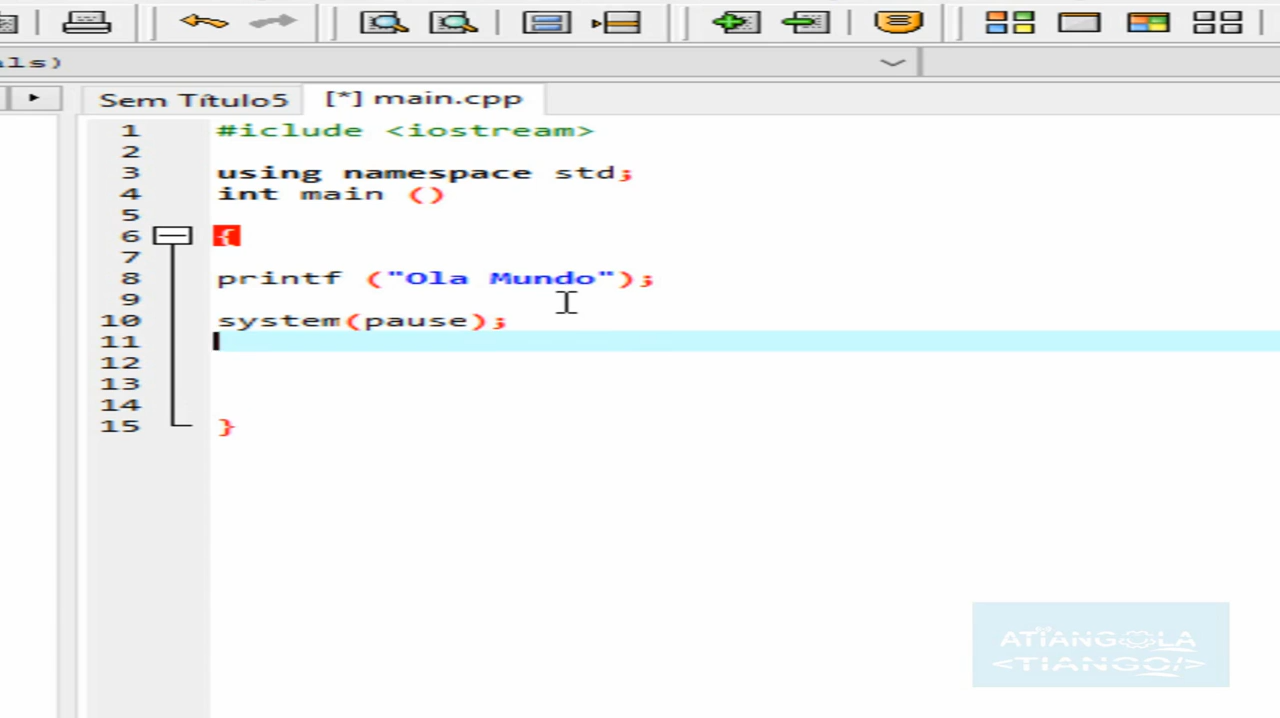 als)
Sem Título5 [*] main.cpp
1 #iclude <iostream>
2
3 using namespace std;
4 int main ()
5
6 {
7
8 printf ("Ola Mundo");
9
10 system(pause);
11
12
13
14
15 }
ATIANGOLA
<TIANGO/>